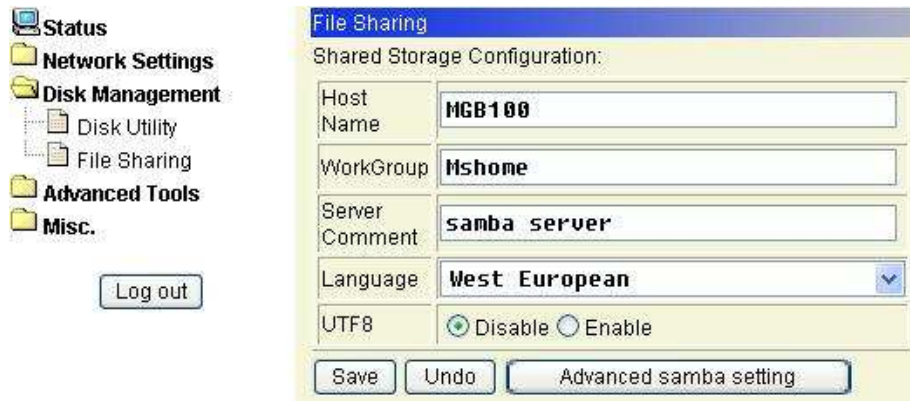 Status
Network Settings
Disk Management
Disk Utility
File Sharing
Advanced Tools
Misc.
Log out
File Sharing
Shared Storage Configuration:
Host
Name
MGB100
WorkGroup
Mshome
Server
Comment
samba server
Language
West European
UTF8
Disable Enable
Save Undo Advanced samba setting